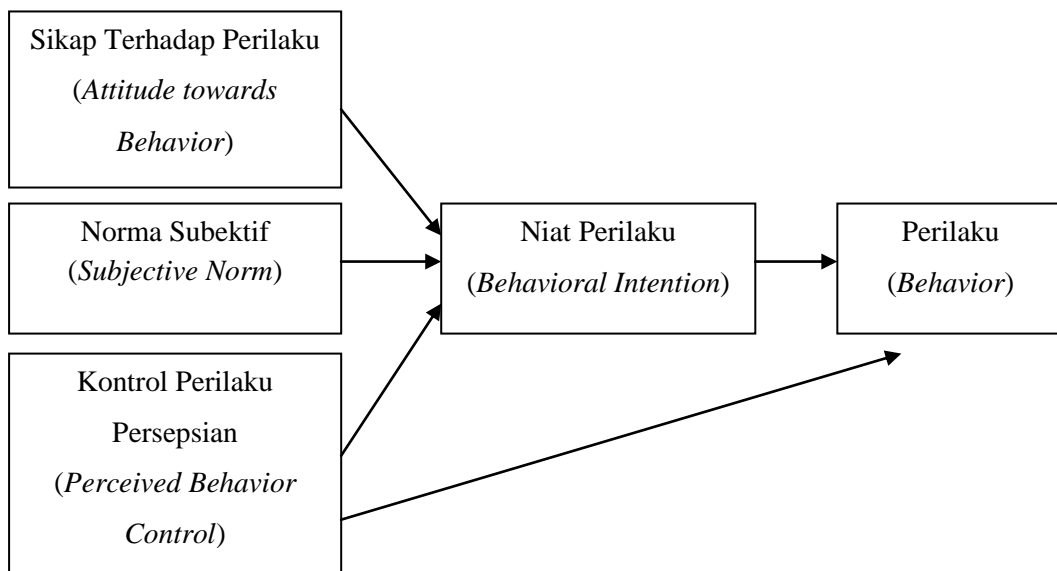 Sikap Terhadap Perilaku
(Attitude towards
Behavior)
Norma Subektif
(Subjective Norm)
Kontrol Perilaku
Persepsian
(Perceived Behavior
Control)
Niat Perilaku
(Behavioral Intention)
Perilaku
(Behavior)